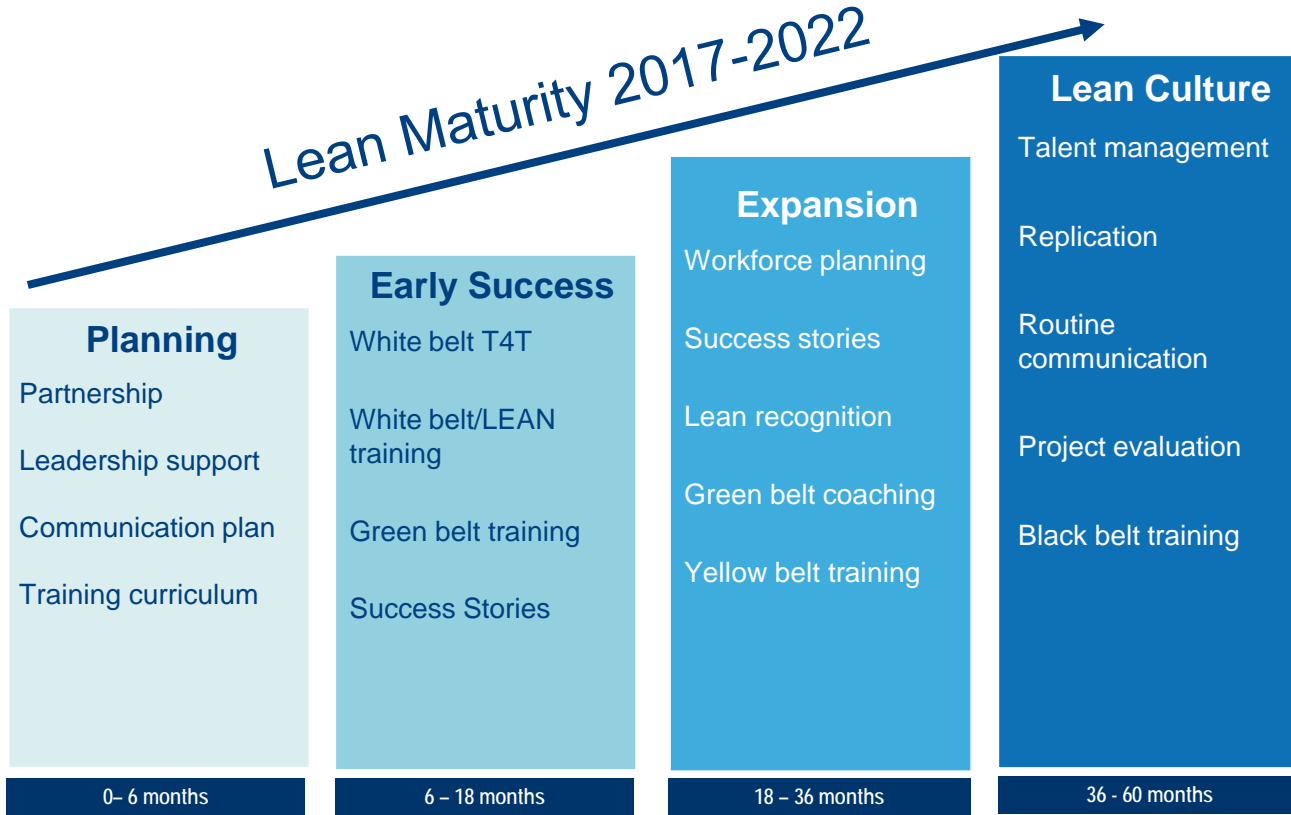 Lean Maturity 2017-2022
Planning
Partnership
Leadership support
Communication plan
Training curriculum
0– 6 months
Early Success
White belt T4T
White belt/LEAN
training
Green belt training
Success Stories
6 – 18 months
Expansion
Workforce planning
Success stories
Lean recognition
Green belt coaching
Yellow belt training
18 – 36 months
Lean Culture
Talent management
Replication
Routine
communication
Project evaluation
Black belt training
36 - 60 months